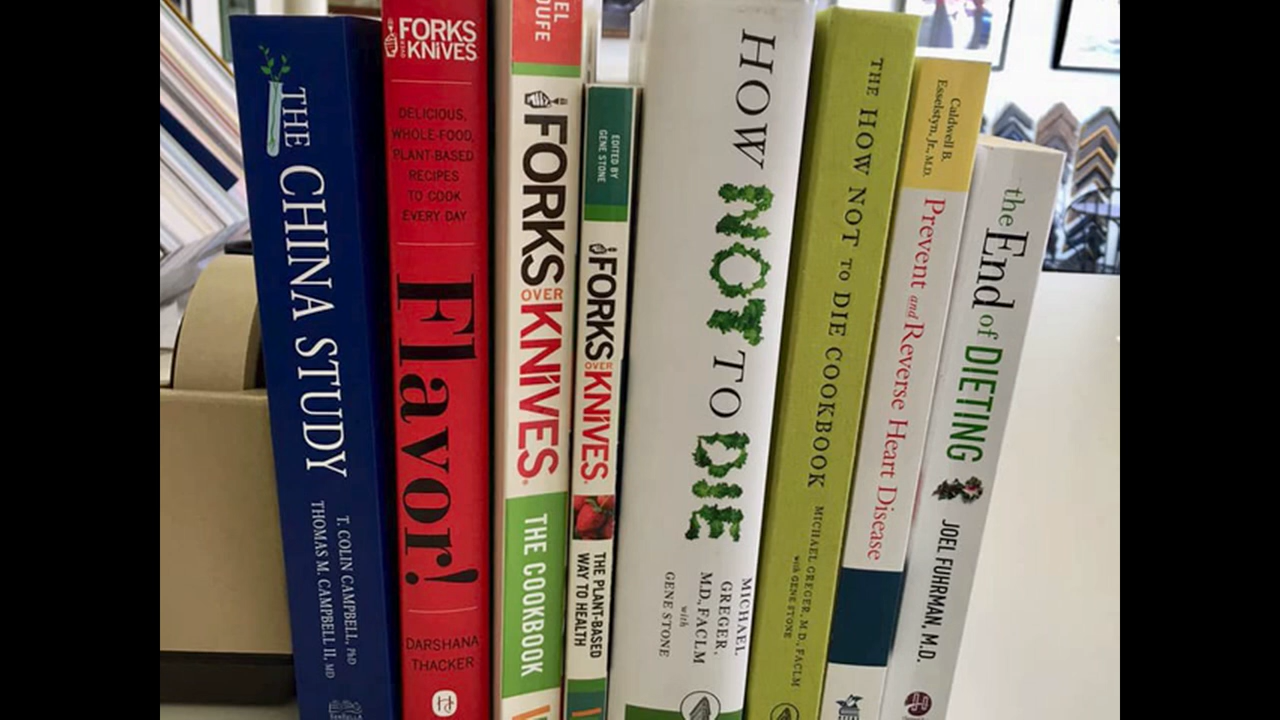 THE CHINA STUDY
T. COLIN CAMPBELL, PhD
THOMAS M. CAMPBELL II, MD
BENBELLA
FORKS
OVER
KNIVES
DELICIOUS,
WHOLE-FOOD,
PLANT-BASED
RECIPES
TO COOK
EVERY DAY
Flavor!
DARSHANA
THACKER
EL
OUFE
FORKS
OVER
KNIVES
THE COOKBOOK
EDITED BY
GENE STONE
FORKS
OVER
KNIVES
THE PLANT-BASED
WAY TO HEALTH
HOW NOT TO DIE
MICHAEL
GREGER,
M.D., FACLM
with
GENE STONE
THE HOW NOT TO DIE COOKBOOK
MICHAEL GREGER, M.D., FACLM
with GENE STONE
Caldwell B.
Esselstyn, Jr., M.D.
Prevent and Reverse Heart Disease
the End of DIETING
JOEL FUHRMAN, M.D.